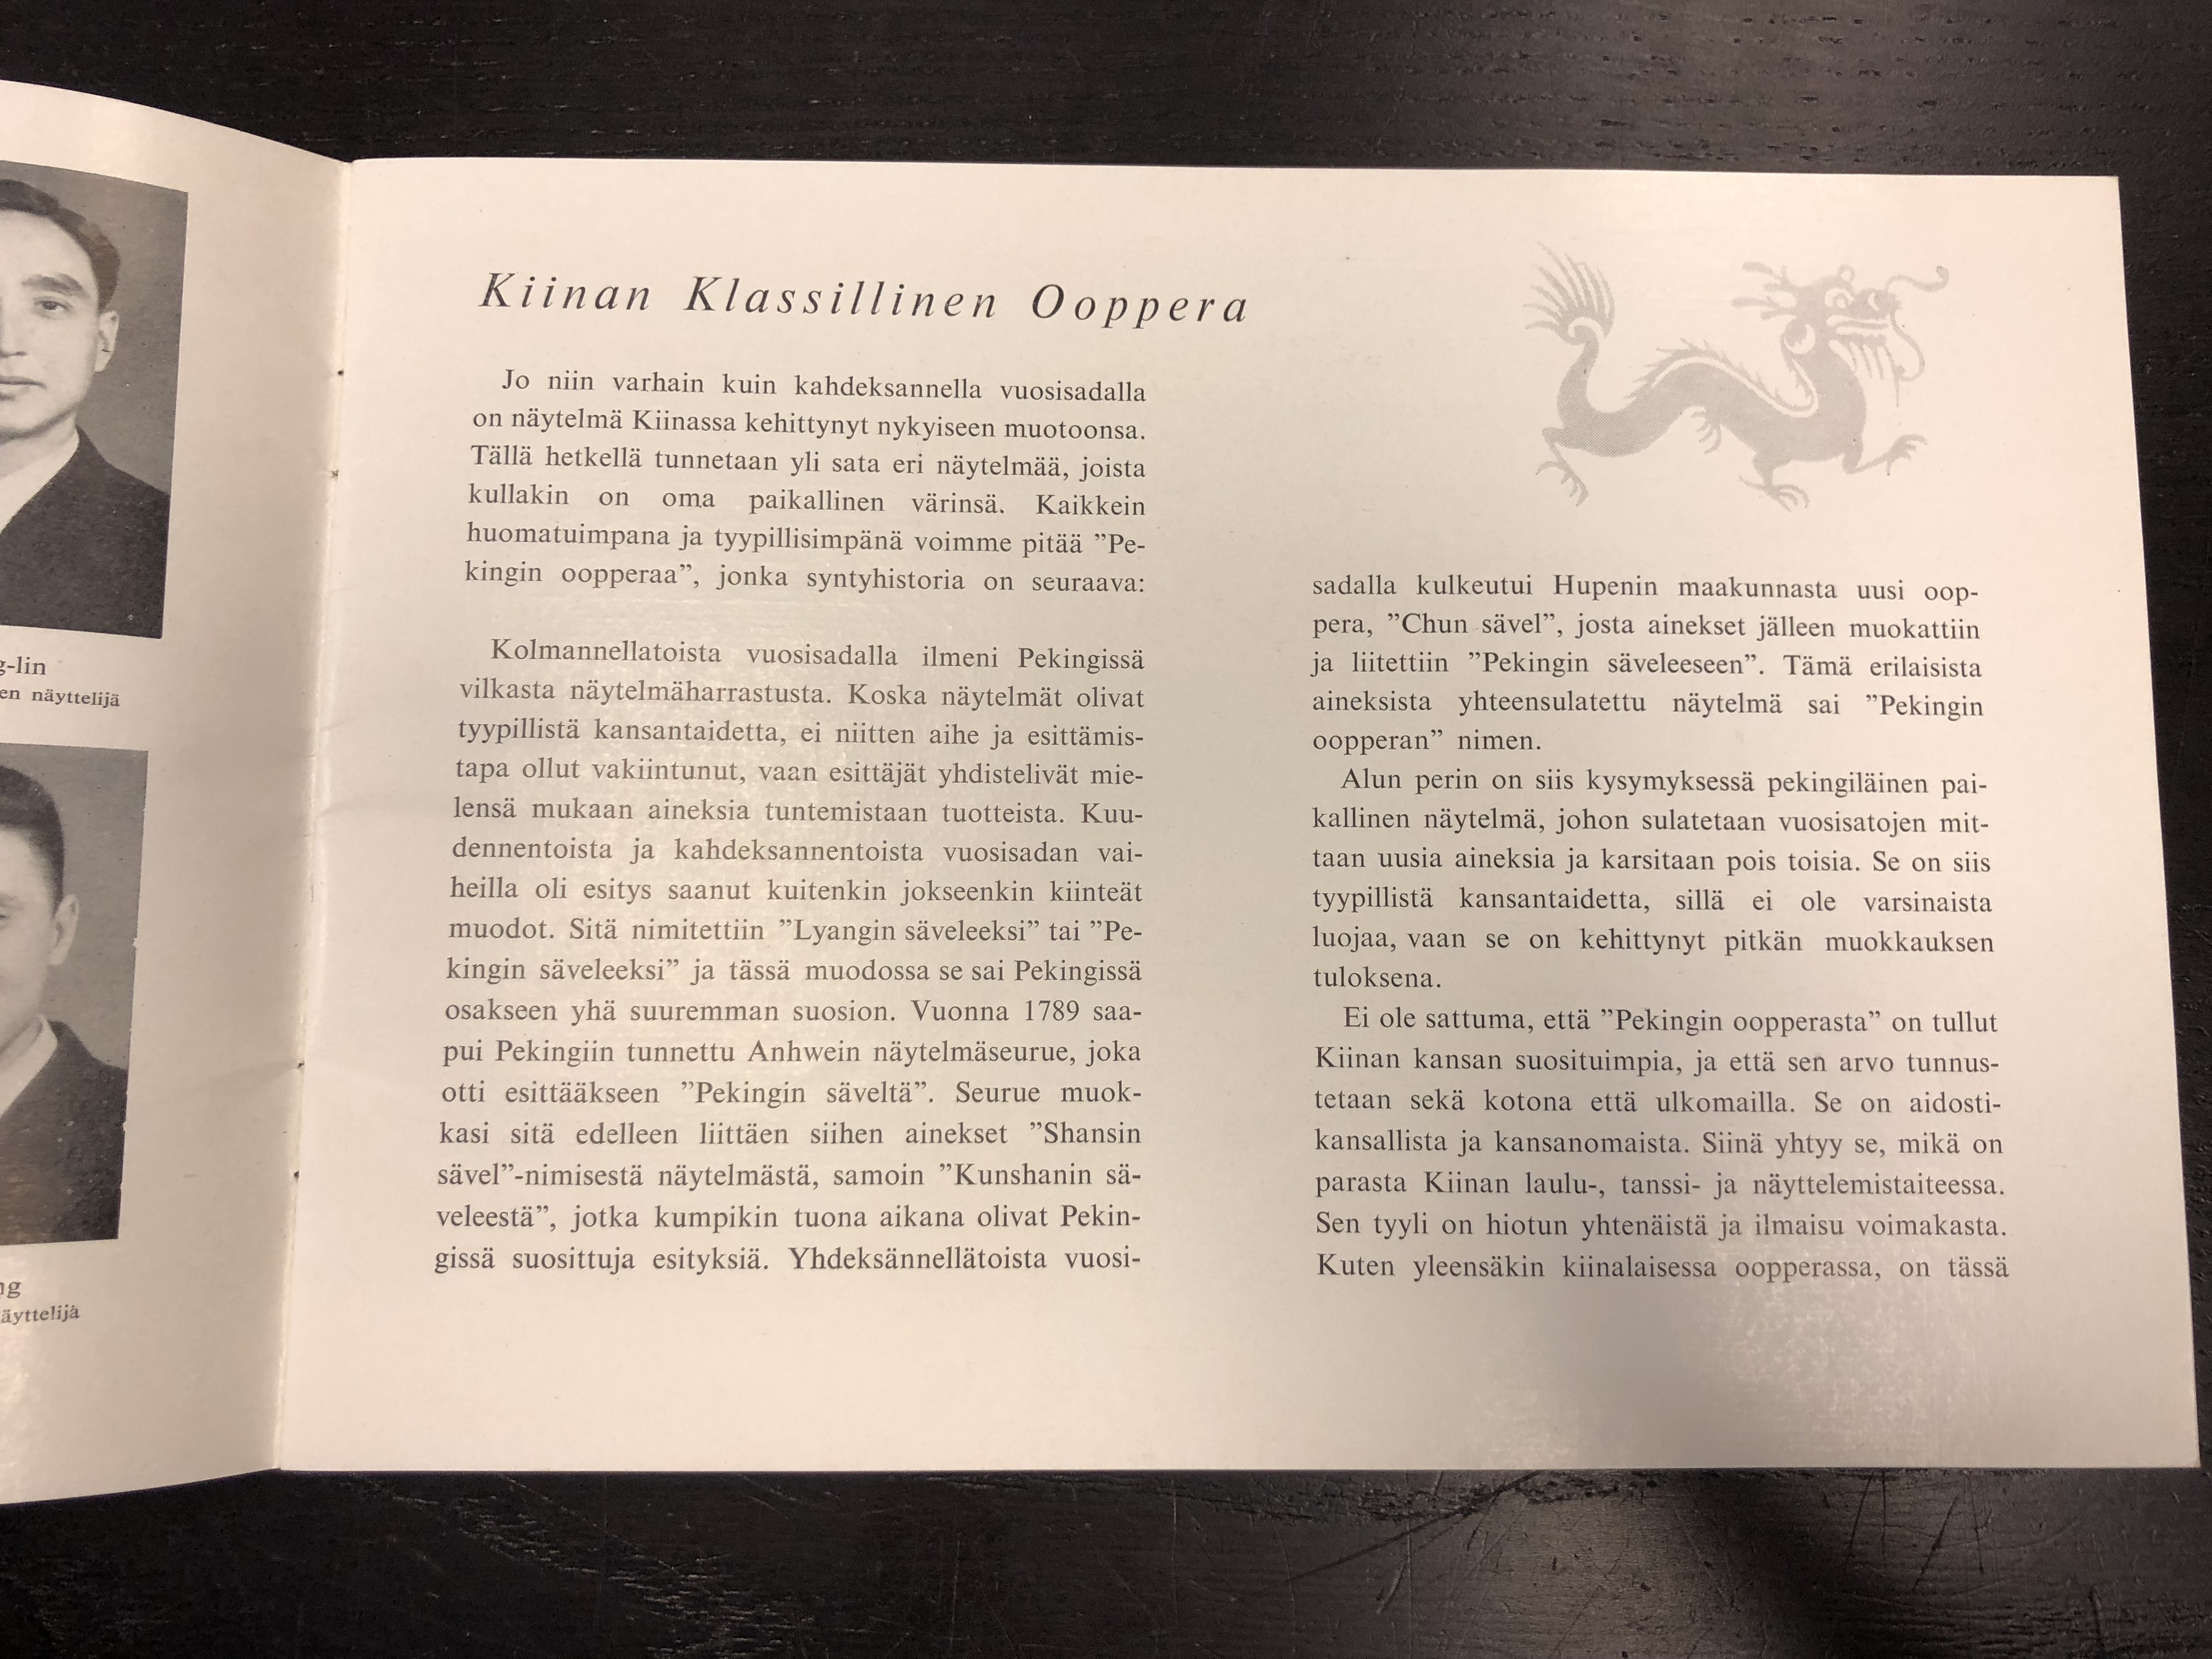 g-lin
en näyttelijä
ng
äyttelijä
Kiinan Klassillinen Ooppera
Jo niin varhain kuin kahdeksannella vuosisadalla
on näytelmä Kiinassa kehittynyt nykyiseen muotoonsa.
Tällä hetkellä tunnetaan yli sata eri näytelmää, joista
kullakin on oma paikallinen värinsä. Kaikkein
huomatuimpana ja tyypillisimpänä voimme pitää ”Pe-
kingin oopperaa”, jonka syntyhistoria on seuraava:
Kolmannellatoista vuosisadalla ilmeni Pekingissä
vilkasta näytelmäharrastusta. Koska näytelmät olivat
tyypillistä kansantaidetta, ei niitten aihe ja esittämis-
tapa ollut vakiintunut, vaan esittäjät yhdistelivät mie-
lensä mukaan aineksia tuntemistaan tuotteista. Kuu-
dennentoista ja kahdeksannentoista vuosisadan vai-
heilla oli esitys saanut kuitenkin jokseenkin kiinteät
muodot. Sitä nimitettiin ”Lyangin säveleeksi” tai ”Pe-
kingin säveleeksi” ja tässä muodossa se sai Pekingissä
osakseen yhä suuremman suosion. Vuonna 1789 saa-
pui Pekingiin tunnettu Anhwein näytelmäseurue, joka
otti esittääkseen ”Pekingin säveltä”. Seurue muok-
kasi sitä edelleen liittäen siihen ainekset ”Shansin
sävel”-nimisestä näytelmästä, samoin ”Kunshanin sä-
veleestä”, jotka kumpikin tuona aikana olivat Pekin-
gissä suosittuja esityksiä. Yhdeksännellätoista vuosi-
sadalla kulkeutui Hupenin maakunnasta uusi oop-
pera, ”Chun sävel”, josta ainekset jälleen muokattiin
ja liitettiin ”Pekingin säveleeseen”. Tämä erilaisista
aineksista yhteensulatettu näytelmä sai ”Pekingin
oopperan” nimen.
Alun perin on siis kysymyksessä pekingiläinen pai-
kallinen näytelmä, johon sulatetaan vuosisatojen mit-
taan uusia aineksia ja karsitaan pois toisia. Se on siis
tyypillistä kansantaidetta, sillä ei ole varsinaista
luojaa, vaan se on kehittynyt pitkän muokkauksen
tuloksena.
Ei ole sattuma, että ”Pekingin oopperasta” on tullut
Kiinan kansan suosituimpia, ja että sen arvo tunnus-
tetaan sekä kotona että ulkomailla. Se on aidosti-
kansallista ja kansanomaista. Siinä yhtyy se, mikä on
parasta Kiinan laulu-, tanssi- ja näyttelemistaiteessa.
Sen tyyli on hiotun yhtenäistä ja ilmaisu voimakasta.
Kuten yleensäkin kiinalaisessa oopperassa, on tässä